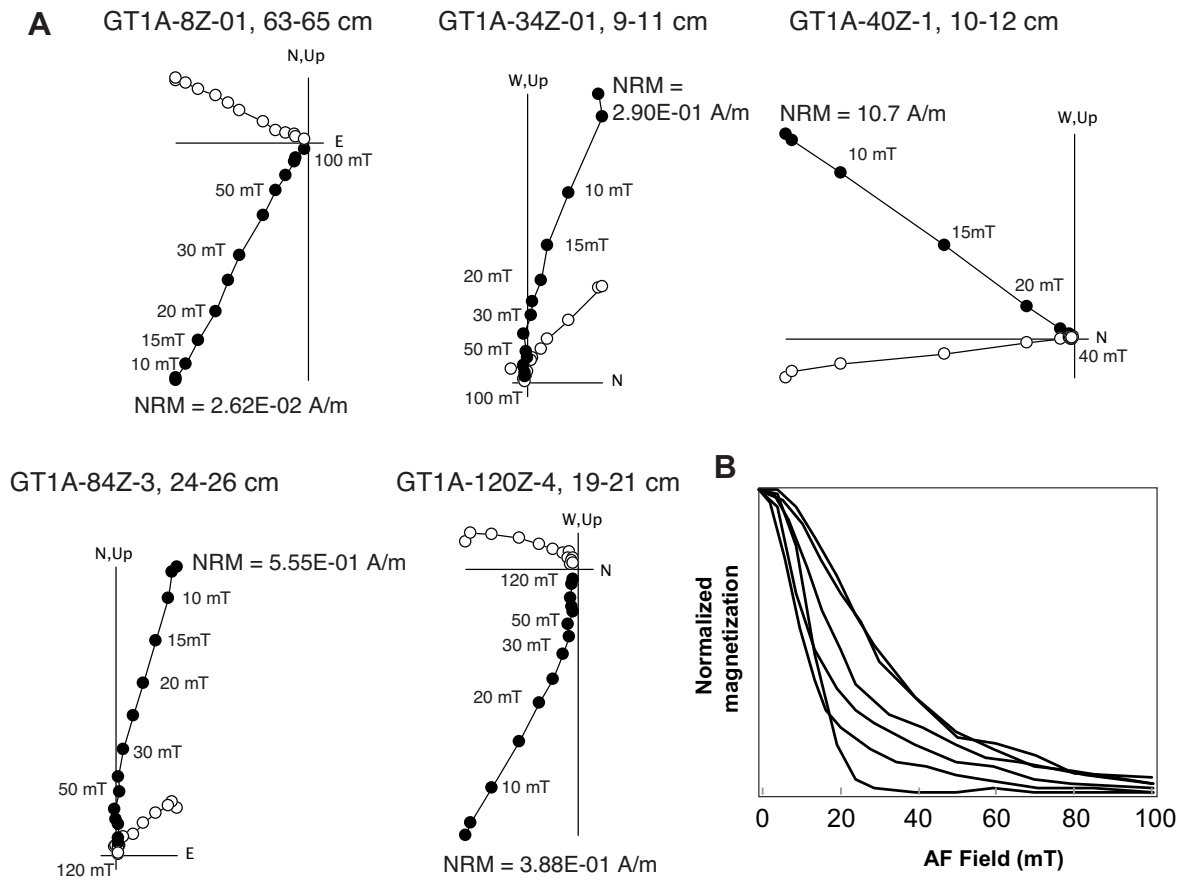 A
GT1A-8Z-01, 63-65 cm
N,Up
E
100 mT
50 mT
30 mT
20 mT
15mT
10 mT
NRM = 2.62E-02 A/m
GT1A-34Z-01, 9-11 cm
W,Up
NRM =
2.90E-01 A/m
10 mT
15mT
20 mT
30 mT
50 mT
N
100 mT
GT1A-40Z-1, 10-12 cm
NRM = 10.7 A/m
W,Up
10 mT
15mT
20 mT
N
40 mT
GT1A-84Z-3, 24-26 cm
N,Up
NRM = 5.55E-01 A/m
10 mT
15mT
20 mT
30 mT
50 mT
E
120 mT
GT1A-120Z-4, 19-21 cm
W,Up
N
120 mT
50 mT
30 mT
20 mT
10 mT
NRM = 3.88E-01 A/m
B
Normalized
magnetization
0 20 40 60 80 100
AF Field (mT)